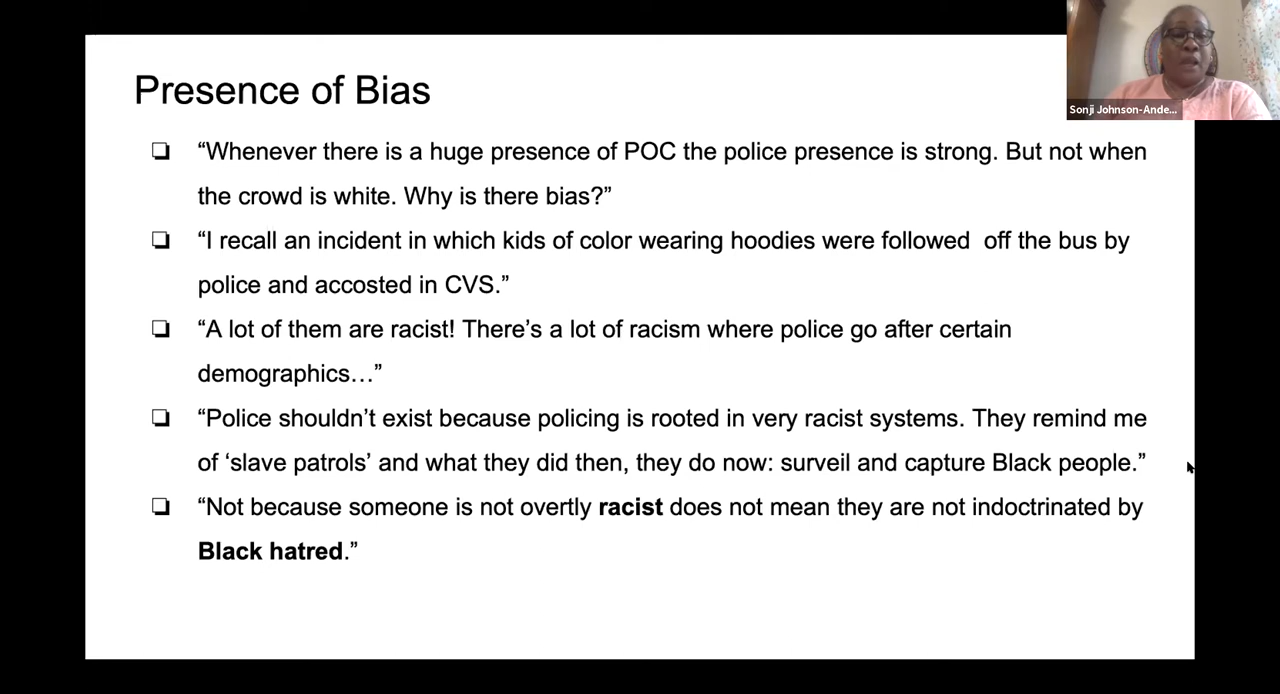 Presence of Bias
Sonji Johnson-Ande...
❏ “Whenever there is a huge presence of POC the police presence is strong. But not when
the crowd is white. Why is there bias?”
❏ “I recall an incident in which kids of color wearing hoodies were followed  off the bus by
police and accosted in CVS.”
❏ “A lot of them are racist! There’s a lot of racism where police go after certain
demographics…”
❏ “Police shouldn’t exist because policing is rooted in very racist systems. They remind me
of ‘slave patrols’ and what they did then, they do now: surveil and capture Black people.”
❏ “Not because someone is not overtly racist does not mean they are not indoctrinated by
Black hatred.”